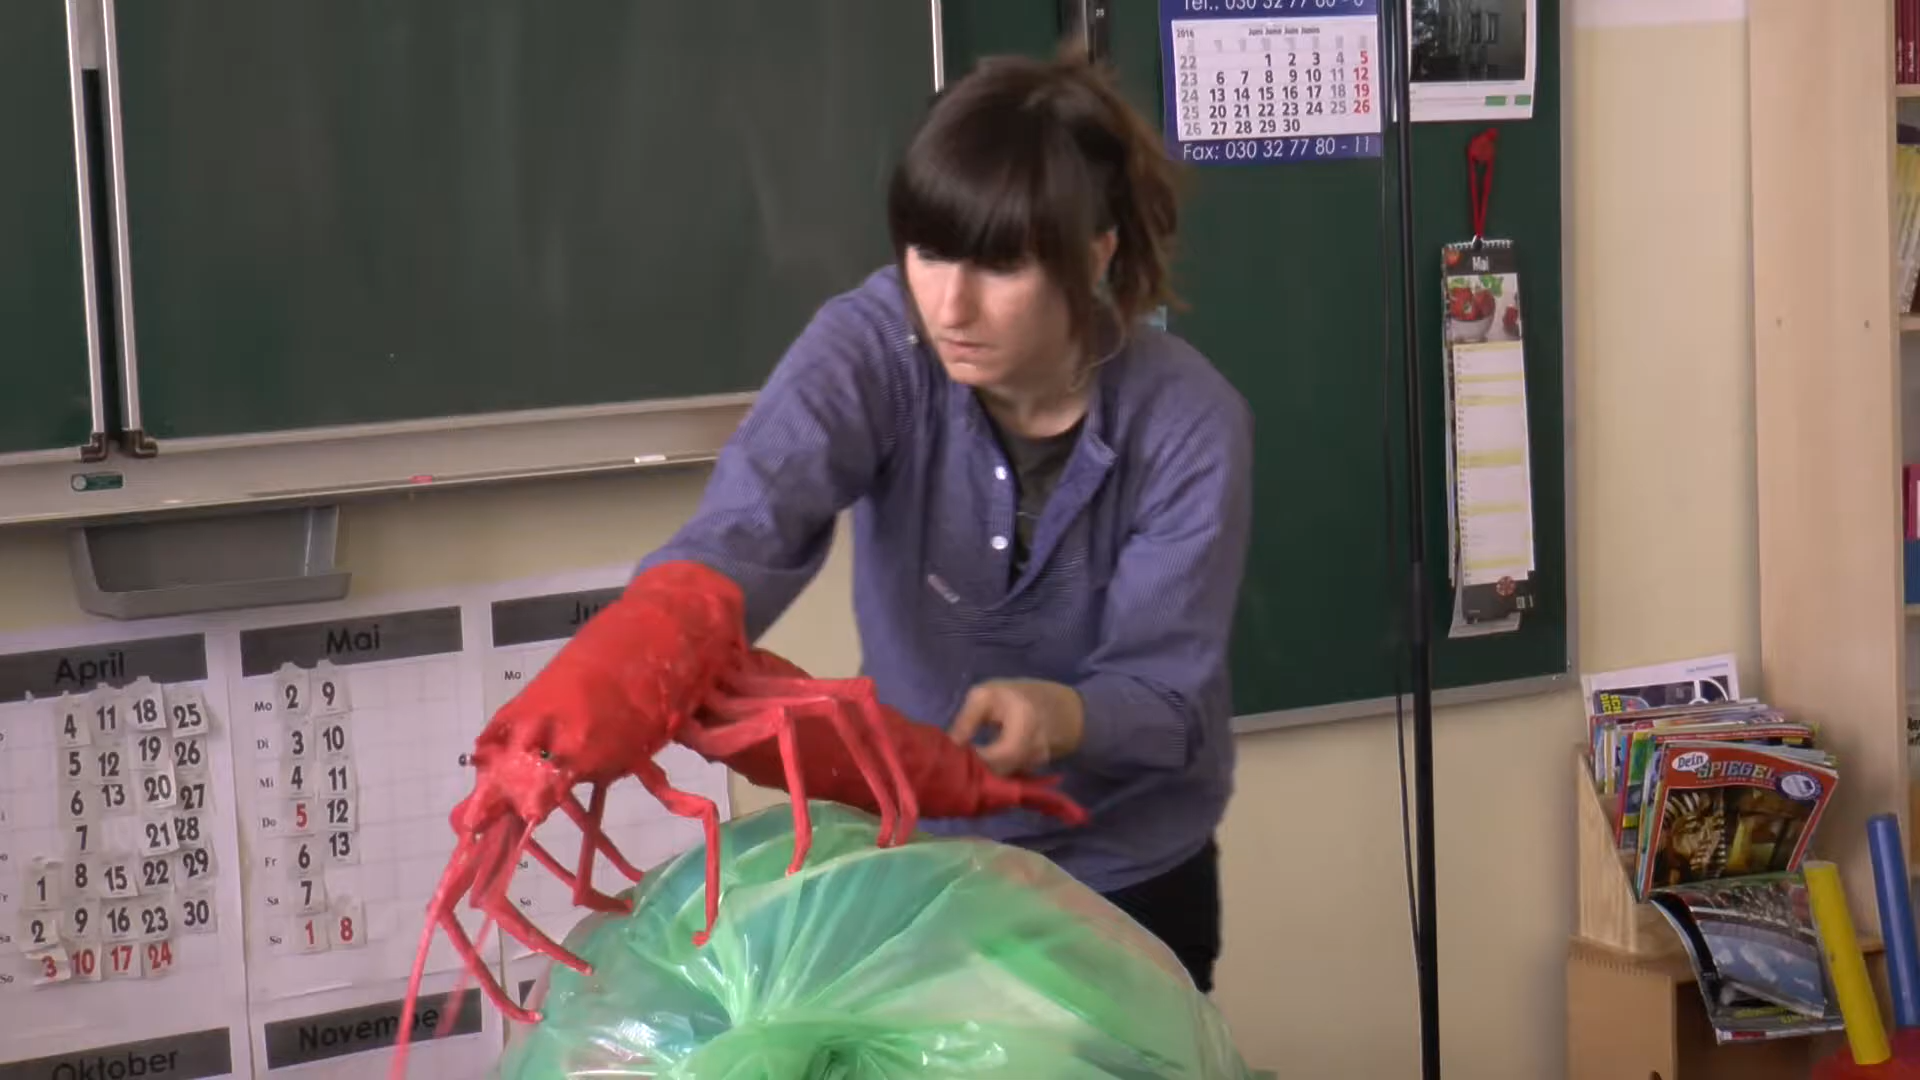 Tel.: 030 32 77 80 - 0
2016
Juni June Juin Junius
22 1 2 3 4 5
23 6 7 8 9 10 11 12
24 13 14 15 16 17 18 19
25 20 21 22 23 24 25 26
26 27 28 29 30
Fax: 030 32 77 80 - 11
Mai
Dein
SPIEGEL
April
4 11 18 25
5 12 19 26
6 13 20 27
7 21 28
1 8 15 22 29
2 9 16 23 30
3 10 17 24
Mai
Mo 2 9
Di 3 10
Mi 4 11
Do 5 12
Fr 6 13
Sa 7
So 1 8
Ju
Mo
Sa
So
Oktober
Novembe